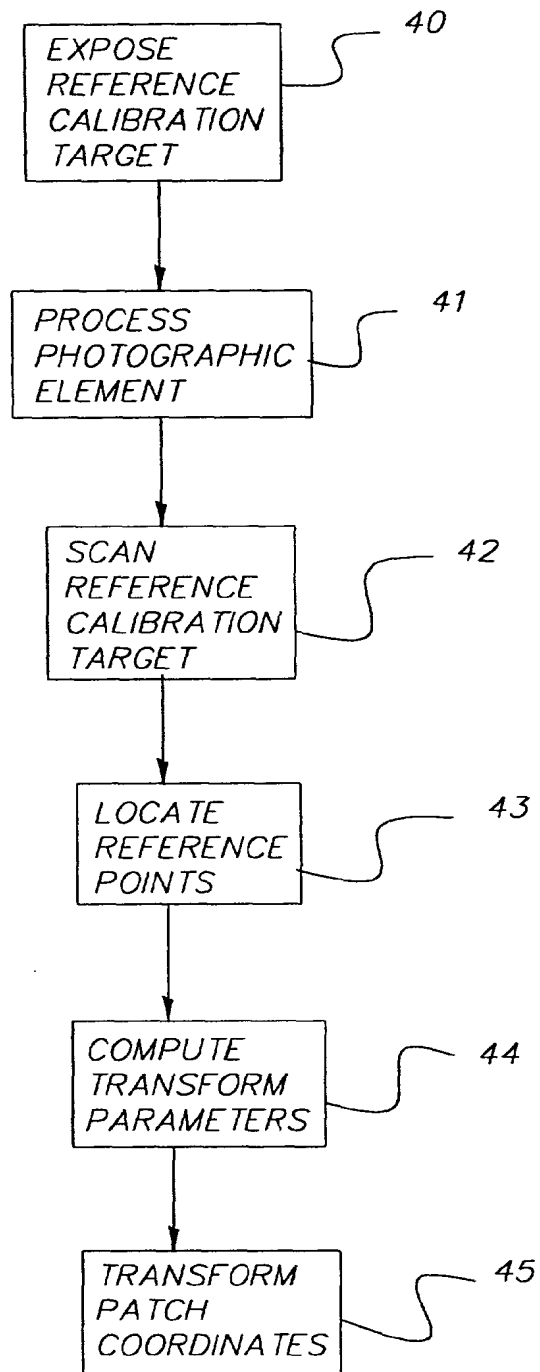 40
EXPOSE
REFERENCE
CALIBRATION
TARGET
41
PROCESS
PHOTOGRAPHIC
ELEMENT
42
SCAN
REFERENCE
CALIBRATION
TARGET
43
LOCATE
REFERENCE
POINTS
44
COMPUTE
TRANSFORM
PARAMETERS
45
TRANSFORM
PATCH
COORDINATES